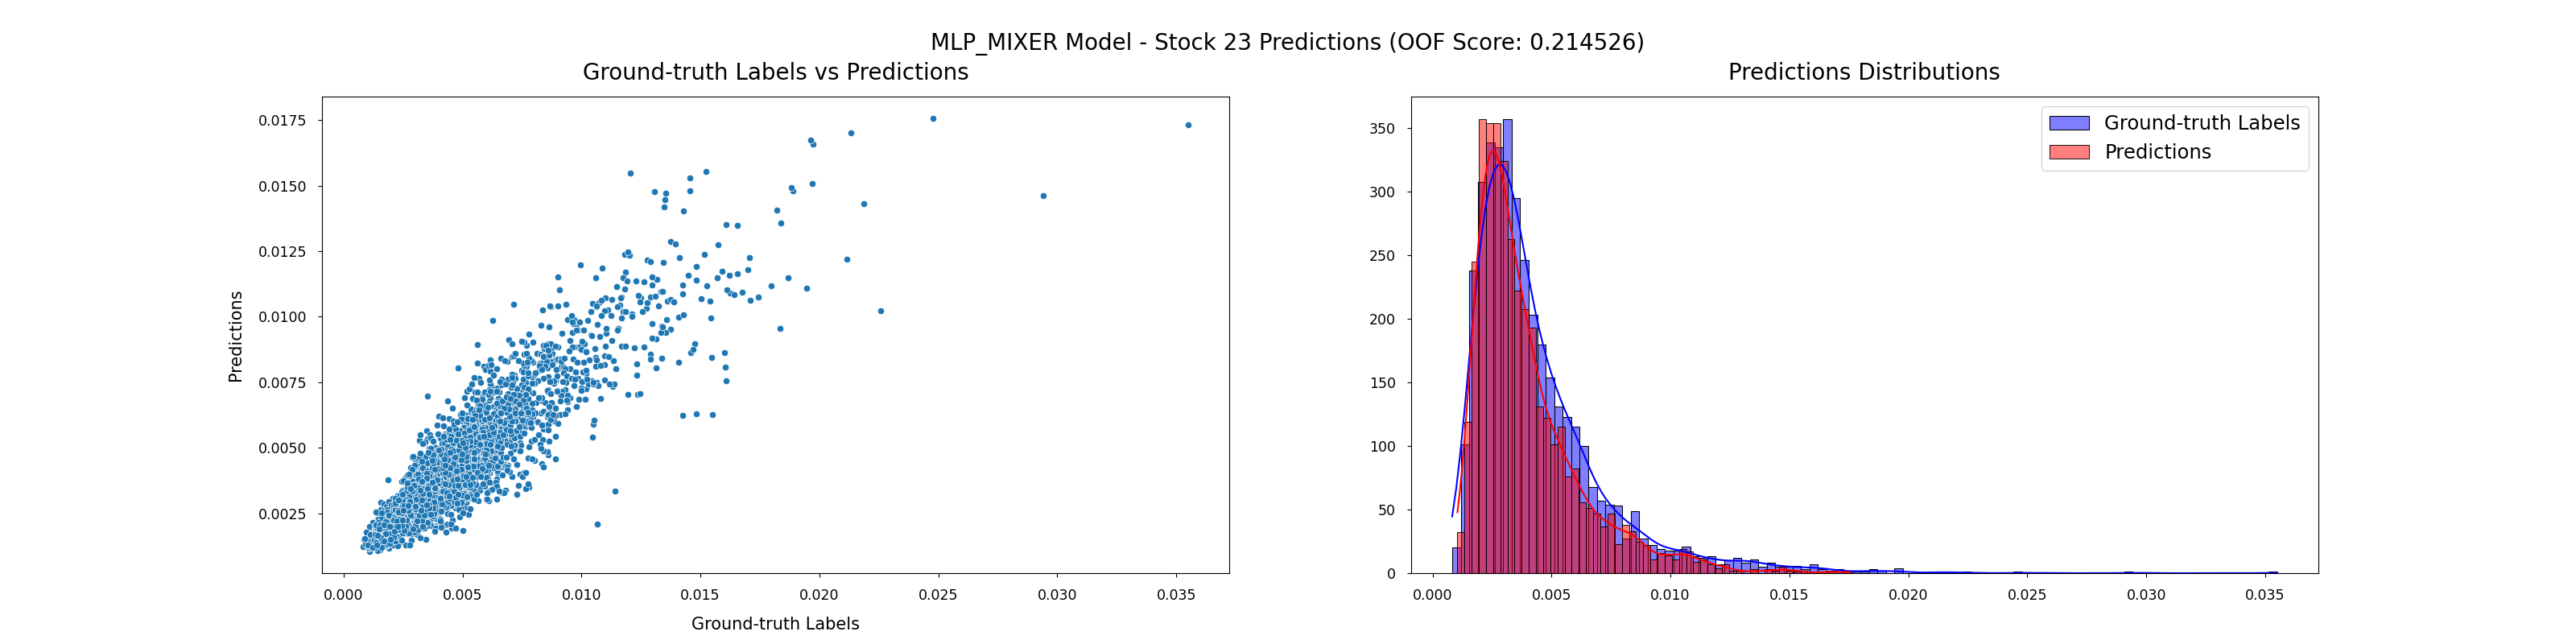 MLP_MIXER Model - Stock 23 Predictions (OOF Score: 0.214526)
Ground-truth Labels vs Predictions
0.0175
0.0150
0.0125
0.0100
0.0075
0.0050
0.0025
Predictions
0.000 0.005 0.010 0.015 0.020 0.025 0.030 0.035
Ground-truth Labels
Predictions Distributions
Ground-truth Labels
Predictions
350
300
250
200
150
100
50
0
0.000 0.005 0.010 0.015 0.020 0.025 0.030 0.035